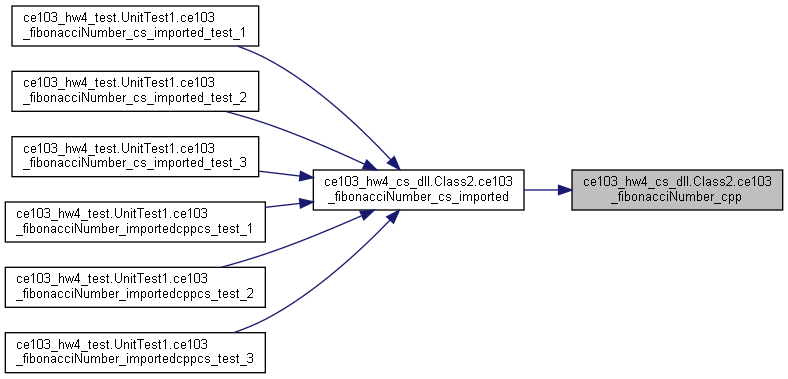 ce103_hw4_test.UnitTest1.ce103
_fibonacciNumber_cs_imported_test_1
ce103_hw4_test.UnitTest1.ce103
_fibonacciNumber_cs_imported_test_2
ce103_hw4_test.UnitTest1.ce103
_fibonacciNumber_cs_imported_test_3
ce103_hw4_cs_dll.Class2.ce103
_fibonacciNumber_cs_imported
ce103_hw4_cs_dll.Class2.ce103
_fibonacciNumber_cpp
ce103_hw4_test.UnitTest1.ce103
_fibonacciNumber_importedcppcs_test_1
ce103_hw4_test.UnitTest1.ce103
_fibonacciNumber_importedcppcs_test_2
ce103_hw4_test.UnitTest1.ce103
_fibonacciNumber_importedcppcs_test_3